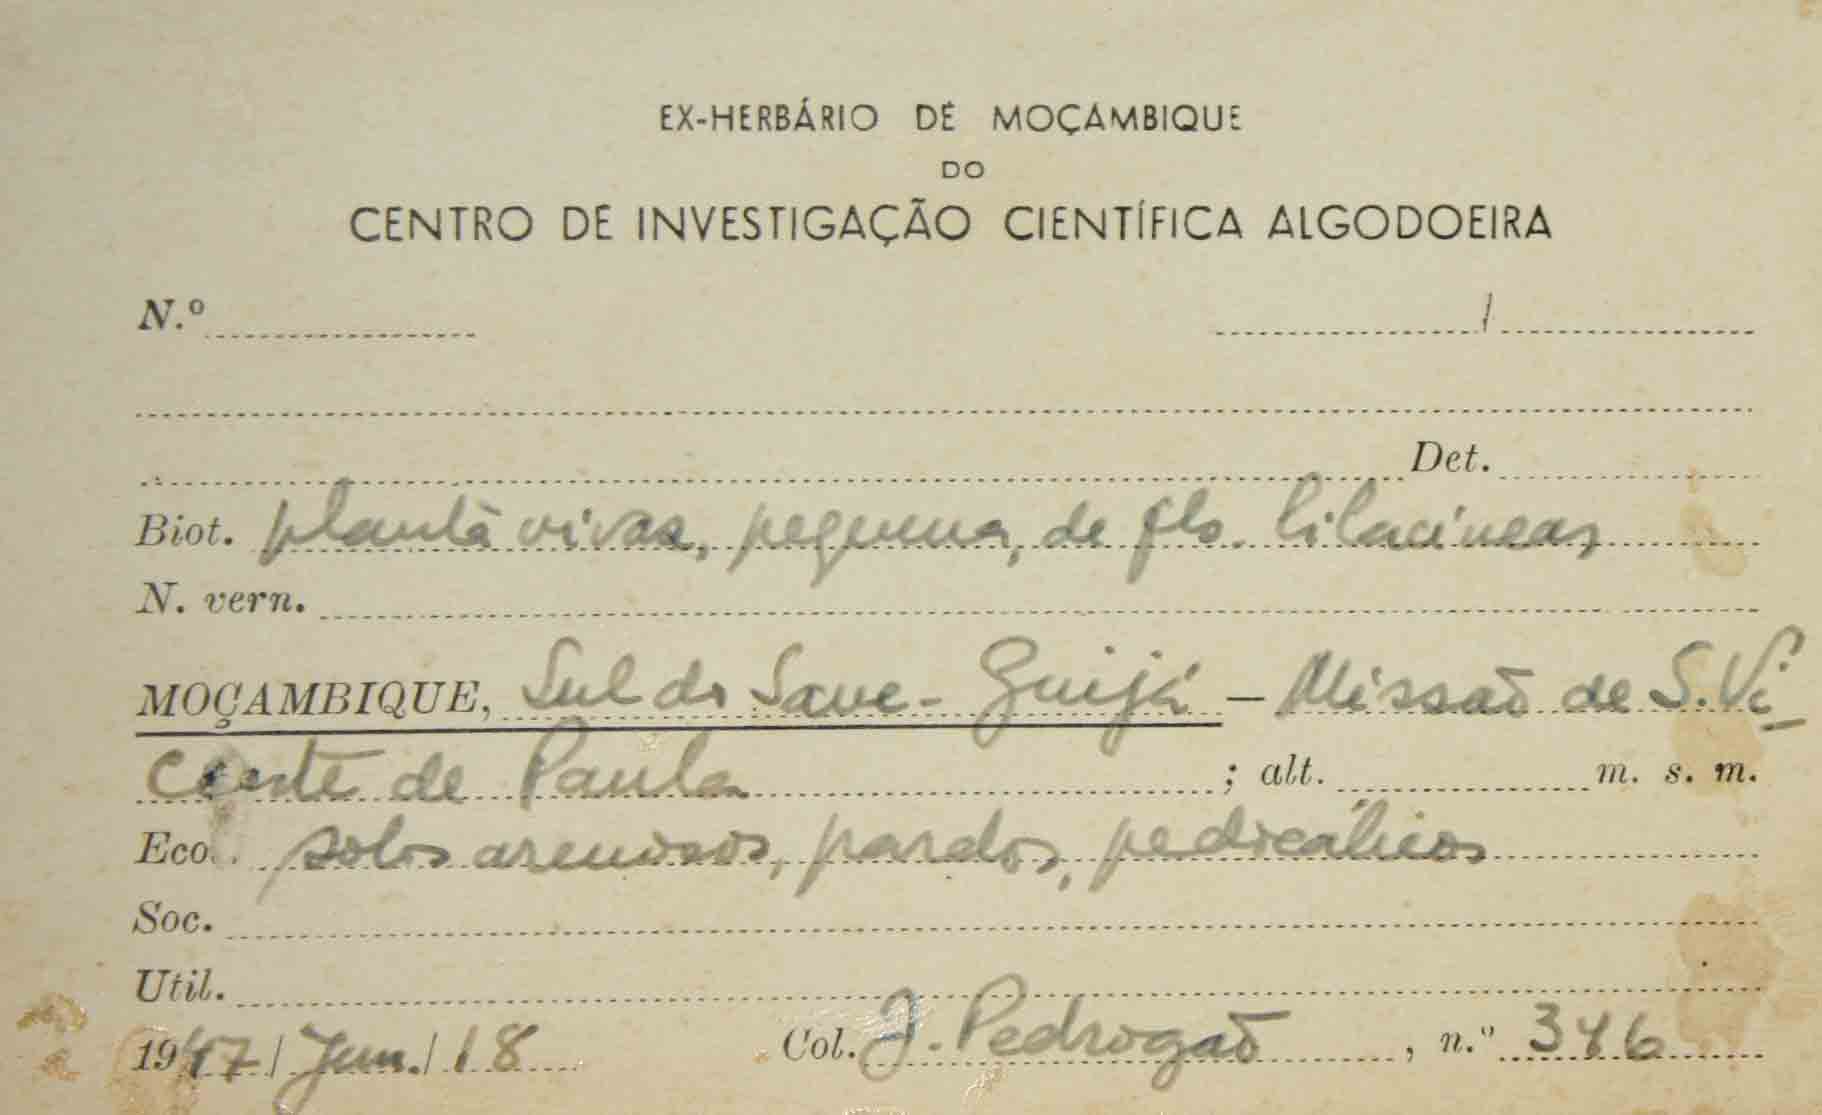 EX-HERBÁRIO DE MOÇAMBIQUE
DO
CENTRO DE INVESTIGAÇÃO CIENTÍFICA ALGODOEIRA
N.º /
Det.
Biot. planta vivaz, pequena, de fls. lilacíneas
N. vern.
MOÇAMBIQUE, Sul do Save - Guijá - Missão de S. Vi
cente de Paula ; alt. m. s. m.
Eco. solos arenosos, pardos, pedocálicos
Soc.
Util.
1947 / Jun. / 18 Col. J. Pedrogão, n.º 346